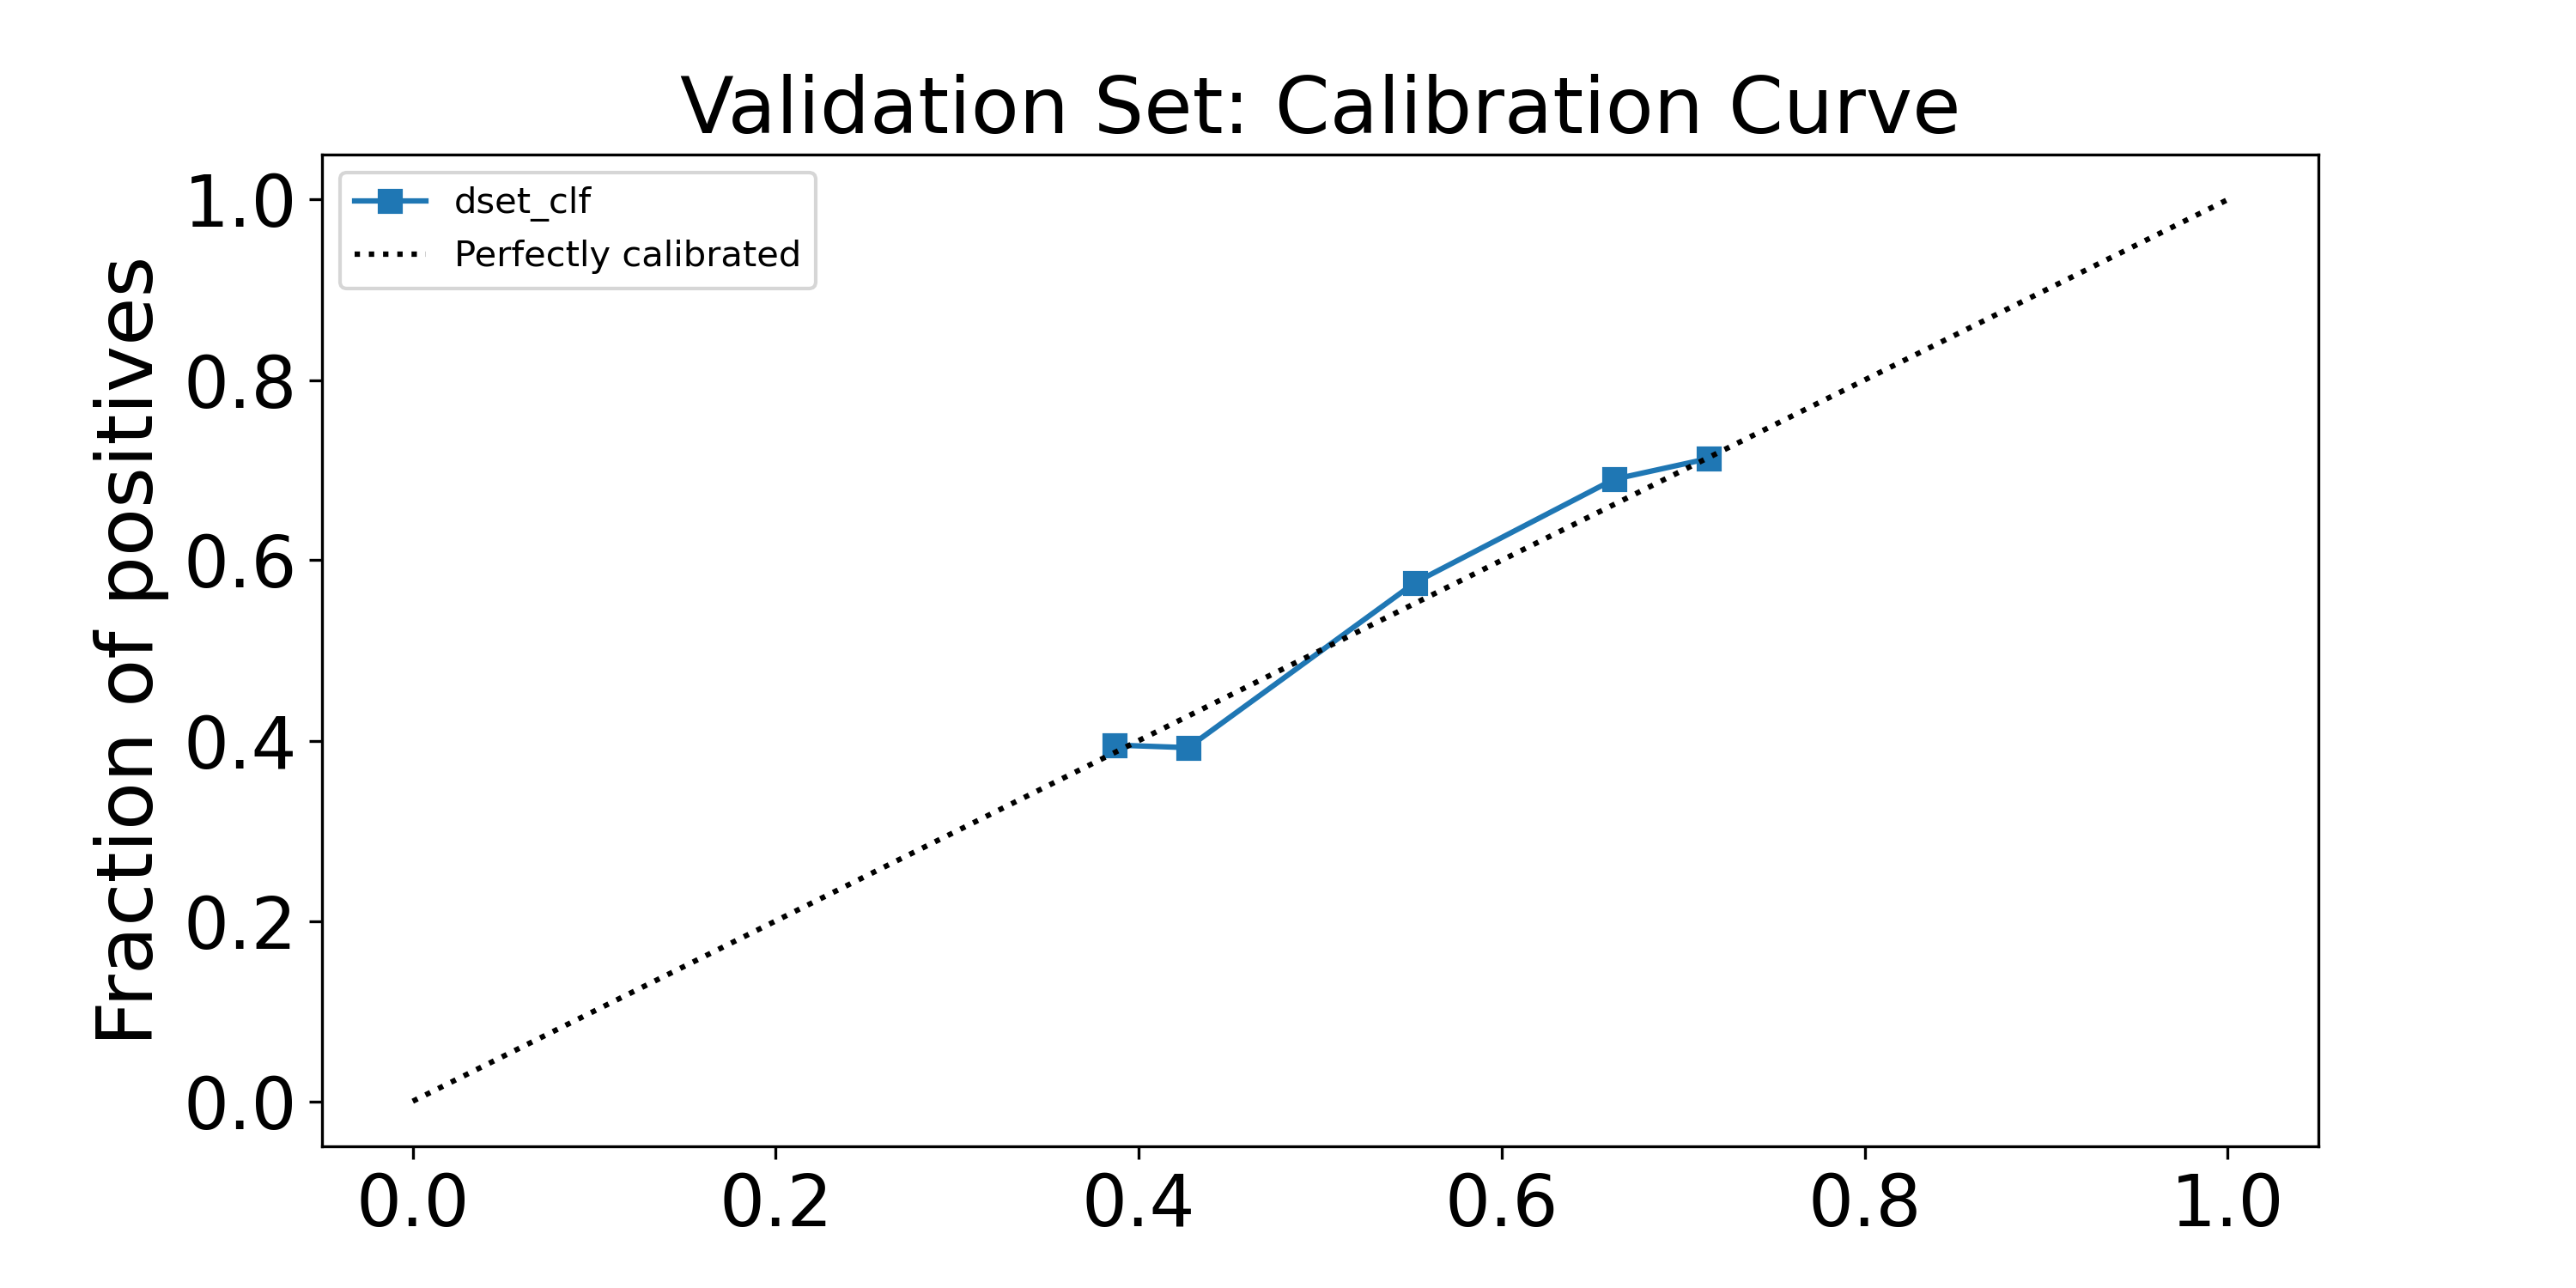 Validation Set: Calibration Curve
dset_clf
Perfectly calibrated
Fraction of positives
1.0
0.8
0.6
0.4
0.2
0.0
0.0 0.2 0.4 0.6 0.8 1.0